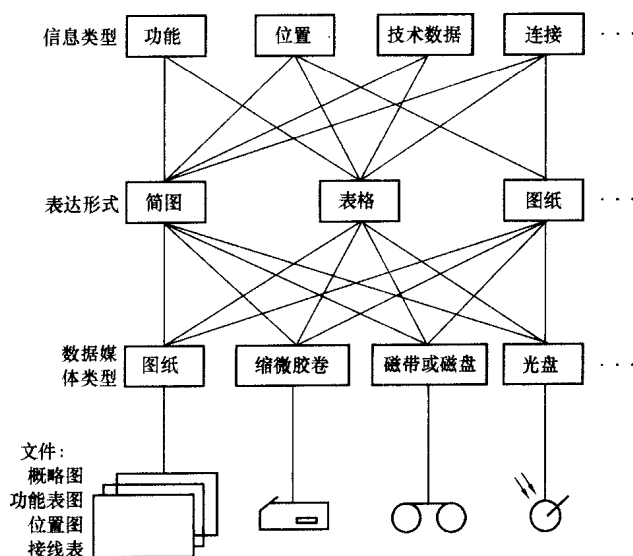 信息类型 功能 位置 技术数据 连接 · · ·
表达形式 简图 表格 图纸 · · ·
数据媒
体类型 图纸 缩微胶卷 磁带或磁盘 光盘 · · ·
文件：
概略图
功能表图
位置图
接线表